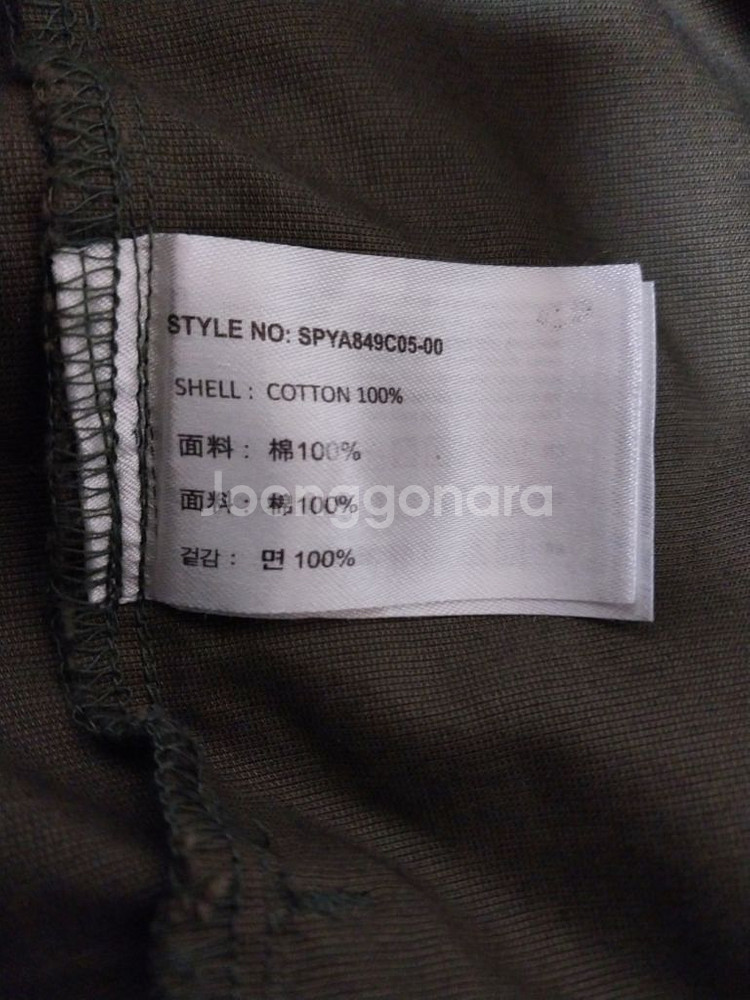 STYLE NO: SPYA849C05-00
SHELL : COTTON 100%
面料 : 棉100%
面料 : 棉100%
Joonggonara
겉감 : 면 100%